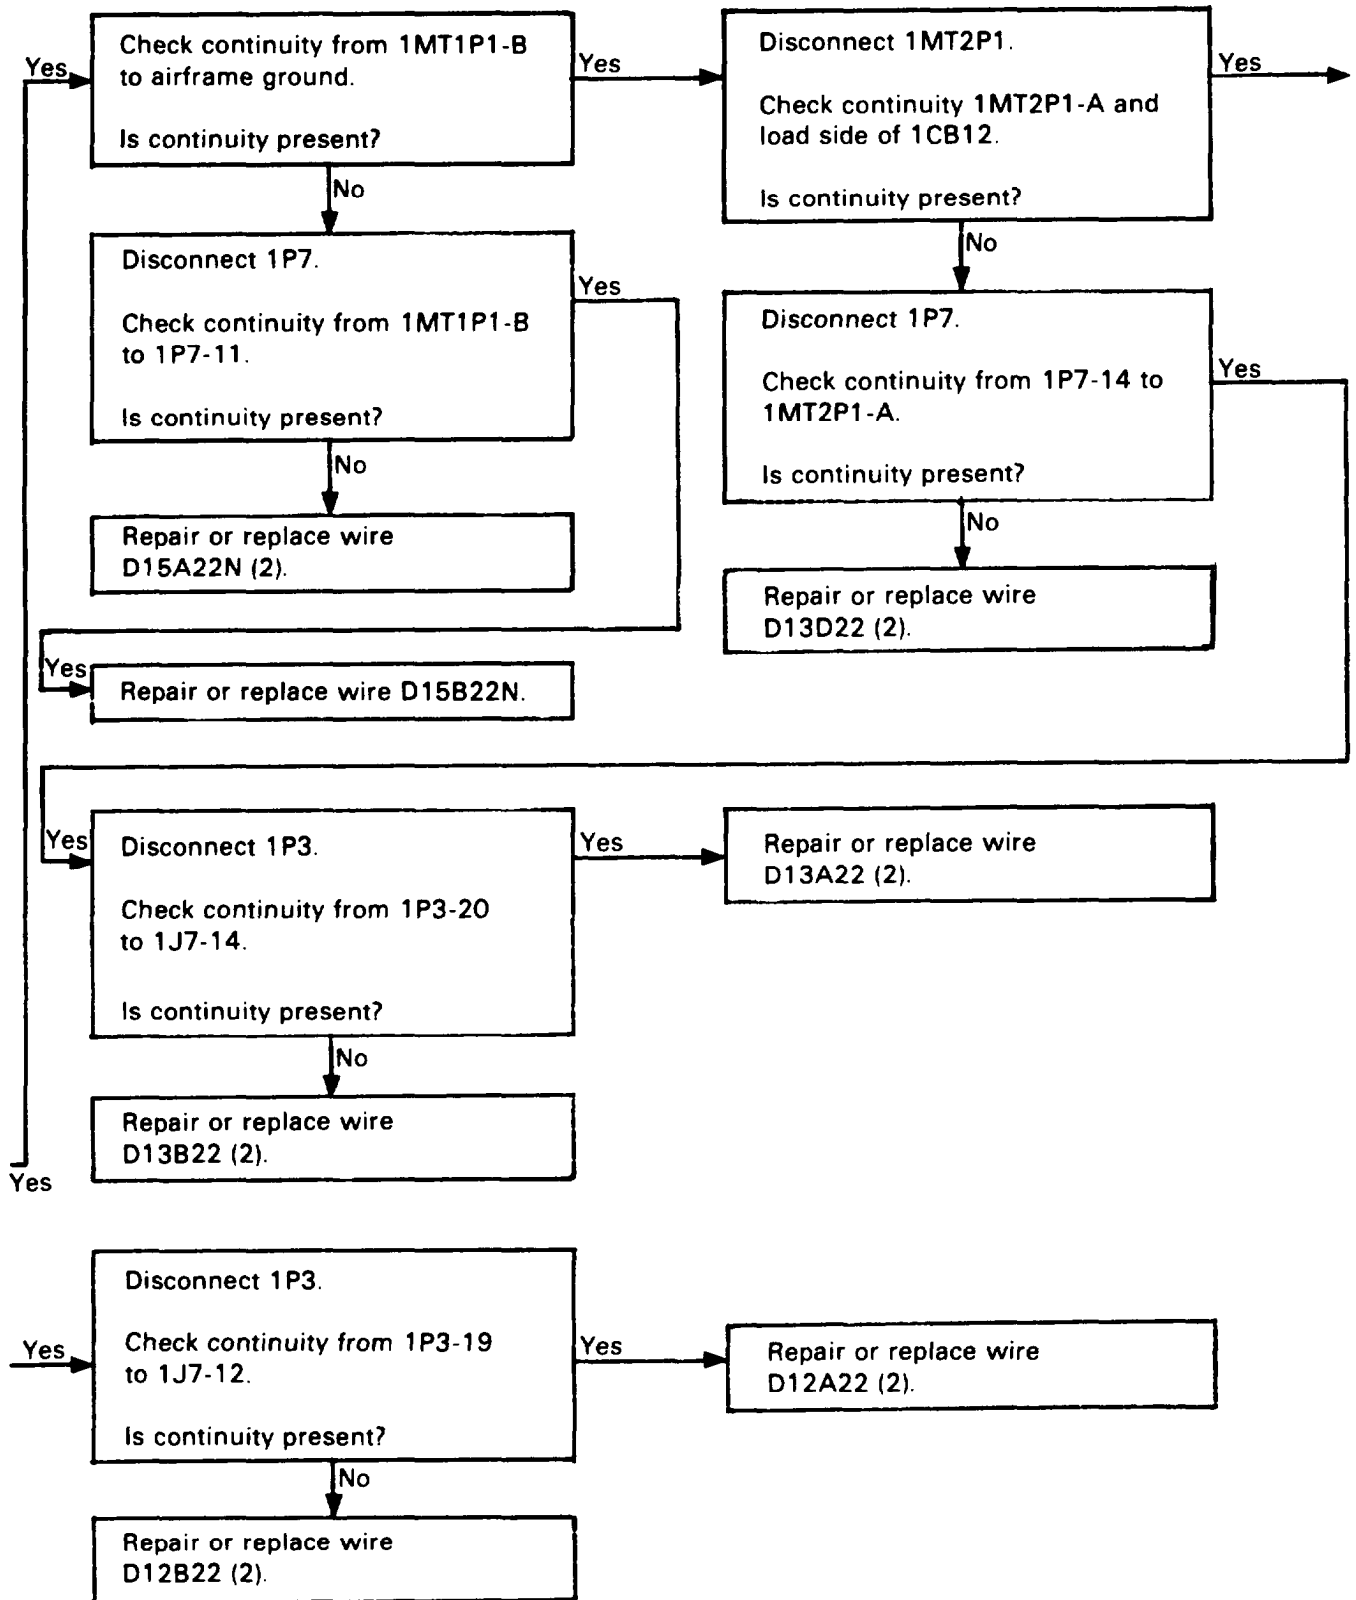 Yes
Check continuity from 1MT1P1-B
to airframe ground.
Is continuity present?
Yes
Disconnect 1MT2P1.
Check continuity 1MT2P1-A and
load side of 1CB12.
Is continuity present?
Yes
No
Disconnect 1P7.
Check continuity from 1MT1P1-B
to 1P7-11.
Is continuity present?
Yes
No
Disconnect 1P7.
Check continuity from 1P7-14 to
1MT2P1-A.
Is continuity present?
Yes
No
Repair or replace wire
D15A22N (2).
No
Repair or replace wire
D13D22 (2).
Yes
Repair or replace wire D15B22N.
Yes
Disconnect 1P3.
Check continuity from 1P3-20
to 1J7-14.
Is continuity present?
Yes
Repair or replace wire
D13A22 (2).
No
Repair or replace wire
D13B22 (2).
Yes
Yes
Disconnect 1P3.
Check continuity from 1P3-19
to 1J7-12.
Is continuity present?
Yes
Repair or replace wire
D12A22 (2).
No
Repair or replace wire
D12B22 (2).